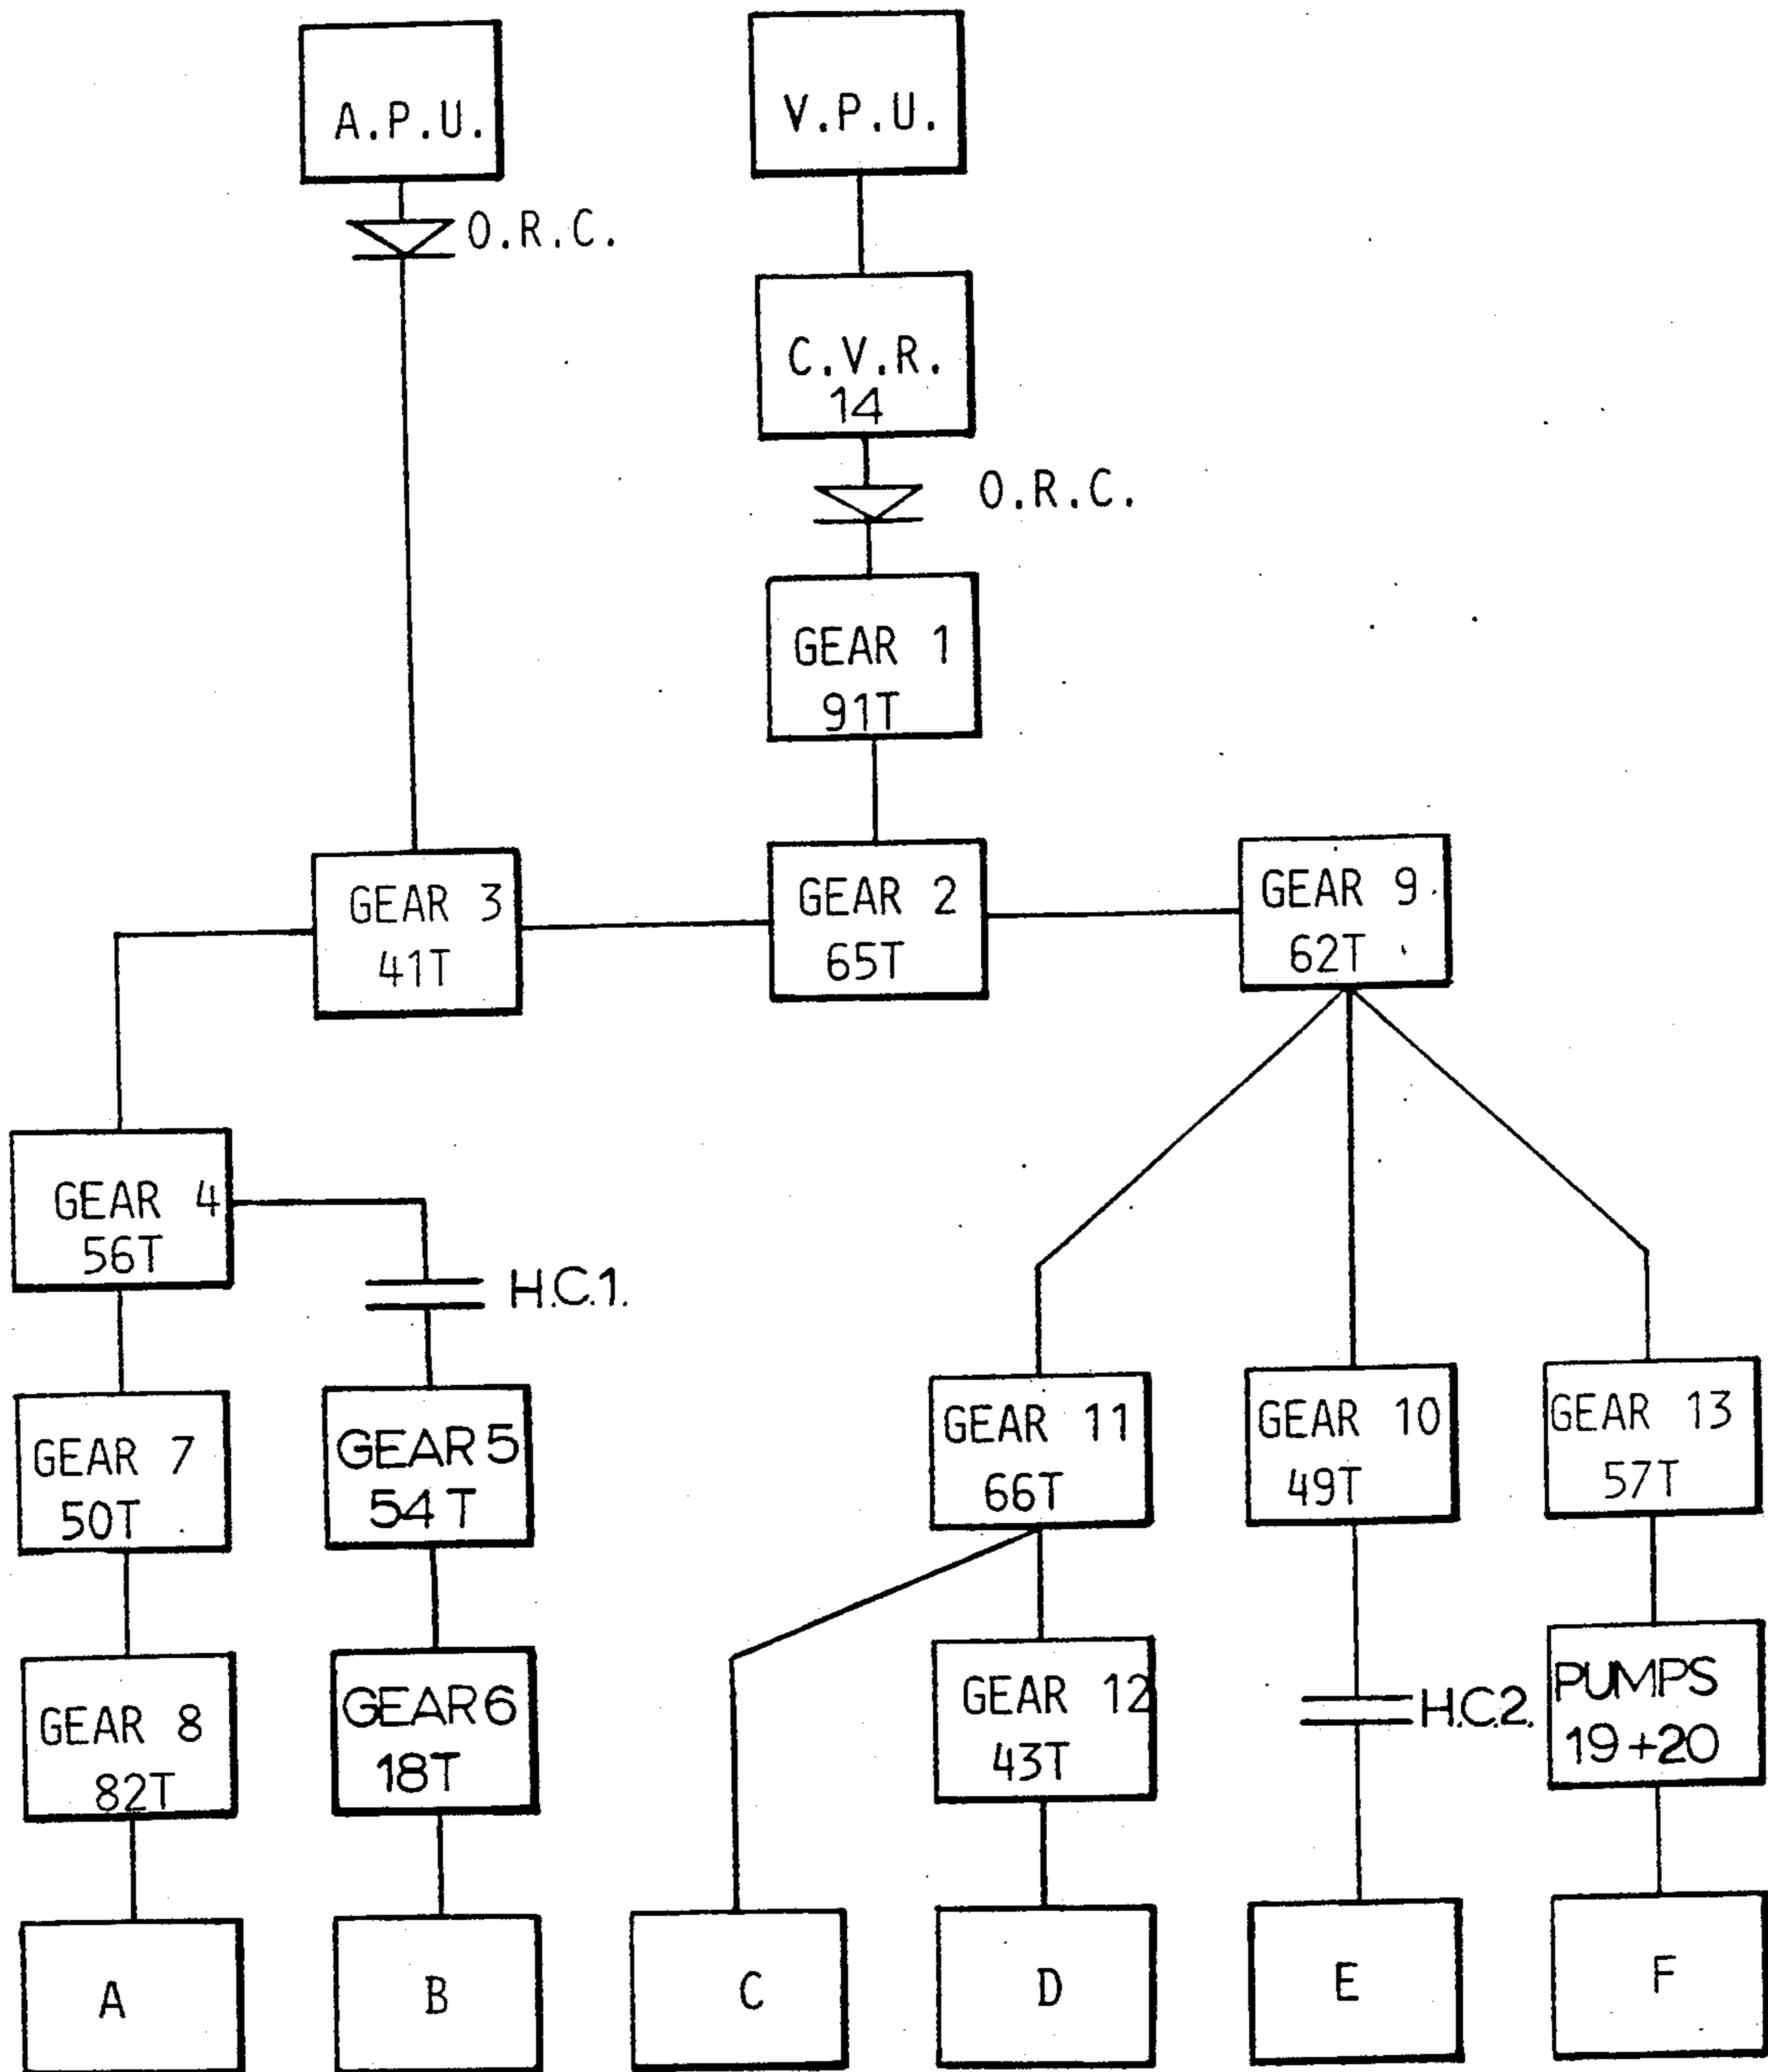 A.P.U.
V.P.U.
O.R.C.
C.V.R.
14
O.R.C.
GEAR 1
91T
GEAR 3
41T
GEAR 2
65T
GEAR 9
62T
GEAR 4
56T
H.C.1.
GEAR 7
50T
GEAR 5
54T
GEAR 11
66T
GEAR 10
49T
GEAR 13
57T
GEAR 8
82T
GEAR 6
18T
GEAR 12
43T
H.C.2.
PUMPS
19+20
A
B
C
D
E
F